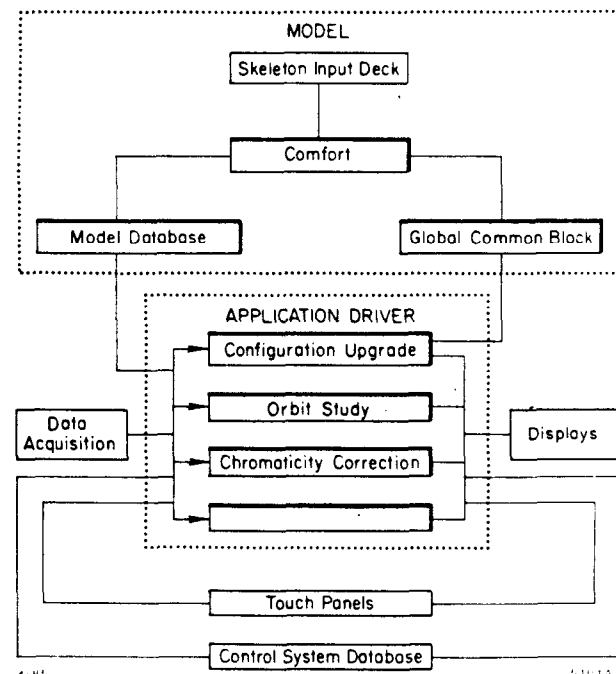 MODEL
Skeleton Input Deck
Comfort
Model Database
Global Common Block
APPLICATION DRIVER
Configuration Upgrade
Orbit Study
Data
Acquisition
Displays
Chromaticity Correction
Touch Panels
Control System Database